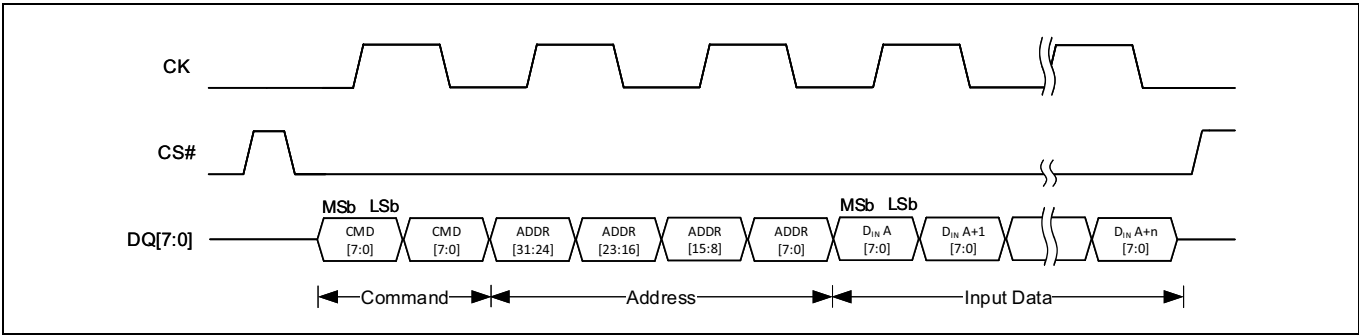 CK
CS#
MSb LSb MSb LSb
DQ[7:0]
CMD [7:0]
CMD [7:0]
ADDR [31:24]
ADDR [23:16]
ADDR [15:8]
ADDR [7:0]
DIN A [7:0]
DIN A+1 [7:0]
DIN A+n [7:0]
Command Address Input Data